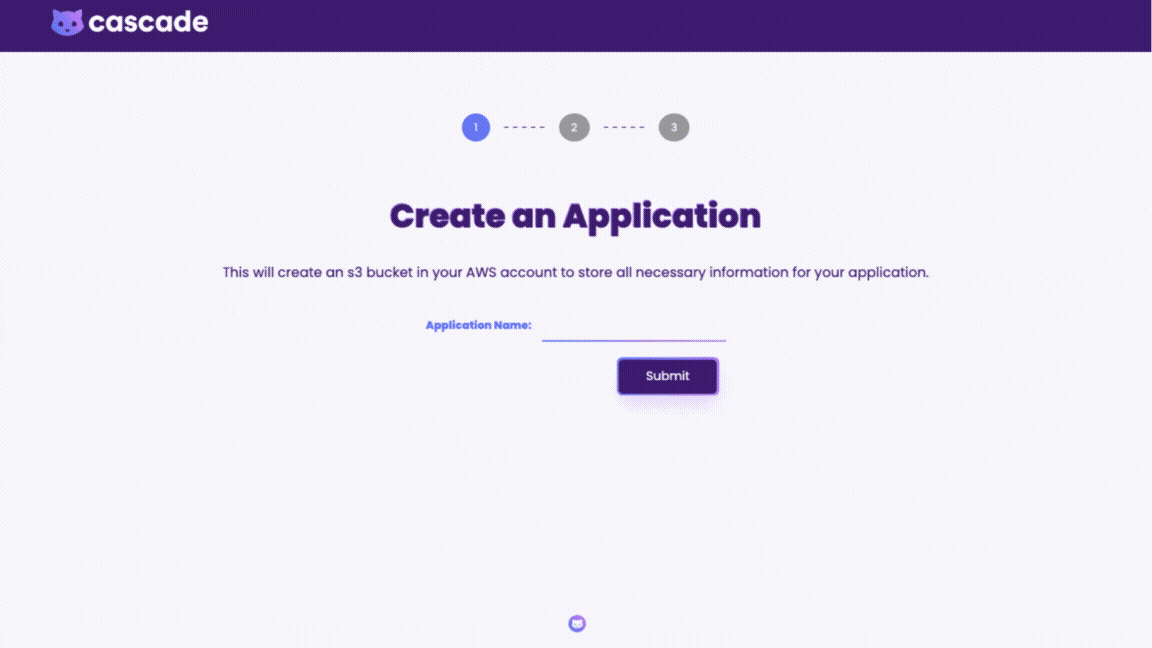 cascade
1 2 3
Create an Application
This will create an s3 bucket in your AWS account to store all necessary information for your application.
Application Name:
Submit